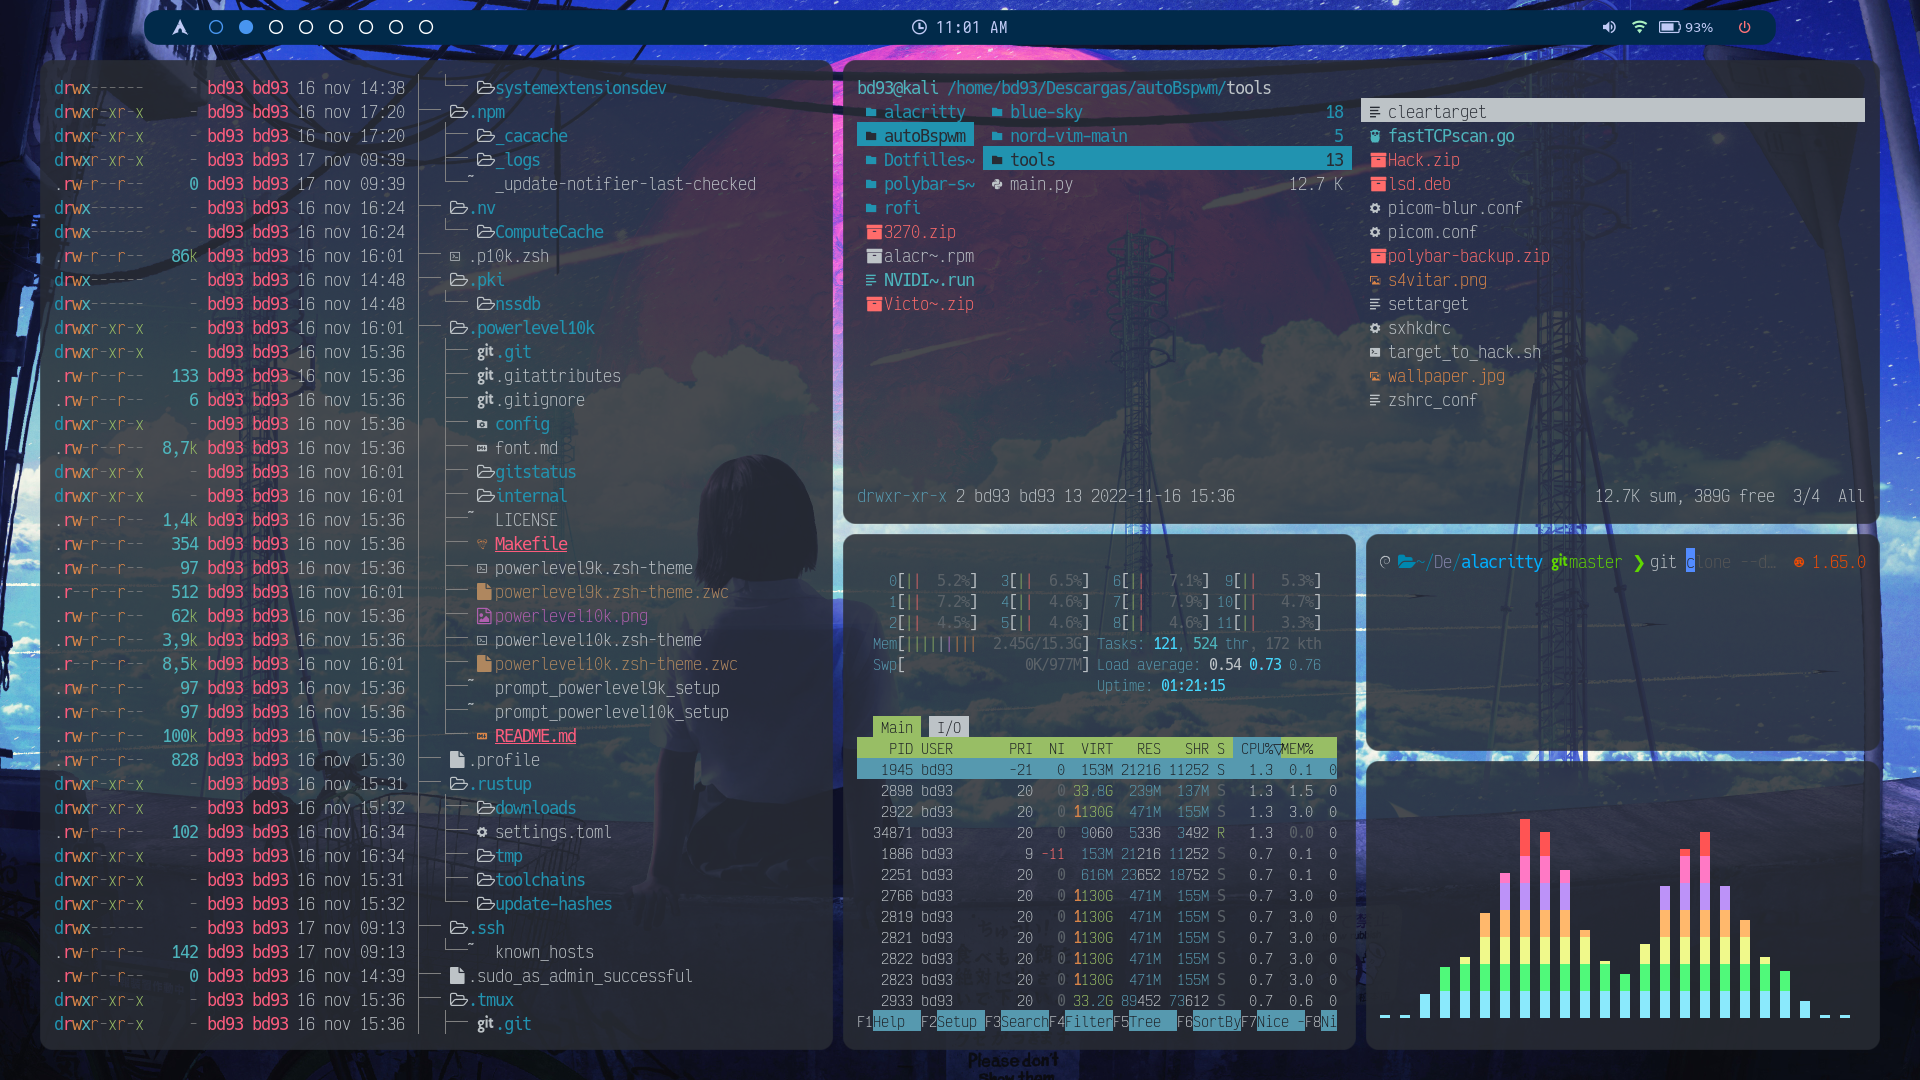 11:01 AM
93%
drwx------ - bd93 bd93 16 nov 14:38 systemextensionsdev
drwxr-xr-x - bd93 bd93 16 nov 17:20 .npm
drwxr-xr-x - bd93 bd93 16 nov 17:20 _cacache
drwxr-xr-x - bd93 bd93 17 nov 09:39 _logs
.rw-r--r-- 0 bd93 bd93 17 nov 09:39 _update-notifier-last-checked
drwx------ - bd93 bd93 16 nov 16:24 .nv
drwx------ - bd93 bd93 16 nov 16:24 ComputeCache
.rw-r--r-- 86k bd93 bd93 16 nov 16:01 .p10k.zsh
drwx------ - bd93 bd93 16 nov 14:48 .pki
drwx------ - bd93 bd93 16 nov 14:48 nssdb
drwxr-xr-x - bd93 bd93 16 nov 16:01 .powerlevel10k
drwxr-xr-x - bd93 bd93 16 nov 15:36 git .git
.rw-r--r-- 133 bd93 bd93 16 nov 15:36 git .gitattributes
.rw-r--r-- 6 bd93 bd93 16 nov 15:36 git .gitignore
drwxr-xr-x - bd93 bd93 16 nov 15:36 config
.rw-r--r-- 8,7k bd93 bd93 16 nov 15:36 font.md
drwxr-xr-x - bd93 bd93 16 nov 16:01 gitstatus
drwxr-xr-x - bd93 bd93 16 nov 16:01 internal
.rw-r--r-- 1,4k bd93 bd93 16 nov 15:36 LICENSE
.rw-r--r-- 354 bd93 bd93 16 nov 15:36 Makefile
.rw-r--r-- 97 bd93 bd93 16 nov 15:36 powerlevel9k.zsh-theme
.r--r--r-- 512 bd93 bd93 16 nov 16:01 powerlevel9k.zsh-theme.zwc
.rw-r--r-- 62k bd93 bd93 16 nov 15:36 powerlevel10k.png
.rw-r--r-- 3,9k bd93 bd93 16 nov 15:36 powerlevel10k.zsh-theme
.r--r--r-- 8,5k bd93 bd93 16 nov 16:01 powerlevel10k.zsh-theme.zwc
.rw-r--r-- 97 bd93 bd93 16 nov 15:36 prompt_powerlevel9k_setup
.rw-r--r-- 97 bd93 bd93 16 nov 15:36 prompt_powerlevel10k_setup
.rw-r--r-- 100k bd93 bd93 16 nov 15:36 README.md
.rw-r--r-- 828 bd93 bd93 16 nov 15:30 .profile
drwxr-xr-x - bd93 bd93 16 nov 15:31 .rustup
drwxr-xr-x - bd93 bd93 16 nov 15:32 downloads
.rw-r--r-- 102 bd93 bd93 16 nov 16:34 settings.toml
drwxr-xr-x - bd93 bd93 16 nov 16:34 tmp
drwxr-xr-x - bd93 bd93 16 nov 15:31 toolchains
drwxr-xr-x - bd93 bd93 16 nov 15:32 update-hashes
drwx------ - bd93 bd93 17 nov 09:13 .ssh
.rw-r--r-- 142 bd93 bd93 17 nov 09:13 known_hosts
.rw-r--r-- 0 bd93 bd93 16 nov 14:39 .sudo_as_admin_successful
drwxr-xr-x - bd93 bd93 16 nov 15:36 .tmux
drwxr-xr-x - bd93 bd93 16 nov 15:36 git .git
bd93@kali /home/bd93/Descargas/autoBspwm/tools
alacritty blue-sky 18 cleartarget
autoBspwm nord-vim-main 5 fastTCPscan.go
Dotfilles~ tools 13 Hack.zip
polybar-s~ main.py 12.7 K lsd.deb
rofi picom-blur.conf
3270.zip picom.conf
alacr~.rpm polybar-backup.zip
NVIDI~.run s4vitar.png
Victo~.zip settarget
sxhkdrc
target_to_hack.sh
wallpaper.jpg
zshrc_conf
drwxr-xr-x 2 bd93 bd93 13 2022-11-16 15:36 12.7K sum, 389G free 3/4 All
0[|| 5.2%] 3[|| 6.5%] 6[|| 7.1%] 9[|| 5.3%]
1[|| 7.2%] 4[|| 4.6%] 7[|| 7.9%] 10[|| 4.7%]
2[|| 4.5%] 5[|| 4.6%] 8[|| 4.6%] 11[|| 3.3%]
Mem[||||||||| 2.45G/15.3G] Tasks: 121, 524 thr, 172 kth
Swp[ 0K/977M] Load average: 0.54 0.73 0.76
Uptime: 01:21:15
Main I/O
PID USER PRI NI VIRT RES SHR S CPU%▽MEM%
1945 bd93 -21 0 153M 21216 11252 S 1.3 0.1 0
2898 bd93 20 0 33.8G 239M 137M S 1.3 1.5 0
2922 bd93 20 0 1130G 471M 155M S 1.3 3.0 0
34871 bd93 20 0 9060 5336 3492 R 1.3 0.0 0
1886 bd93 9 -11 153M 21216 11252 S 0.7 0.1 0
2251 bd93 20 0 616M 23652 18752 S 0.7 0.1 0
2766 bd93 20 0 1130G 471M 155M S 0.7 3.0 0
2819 bd93 20 0 1130G 471M 155M S 0.7 3.0 0
2821 bd93 20 0 1130G 471M 155M S 0.7 3.0 0
2822 bd93 20 0 1130G 471M 155M S 0.7 3.0 0
2823 bd93 20 0 1130G 471M 155M S 0.7 3.0 0
2933 bd93 20 0 33.2G 89452 73612 S 0.7 0.6 0
F1Help F2Setup F3SearchF4FilterF5Tree F6SortByF7Nice -F8Ni
~/De/alacritty git master ❯ git clone --d… 1.65.0
Please don't